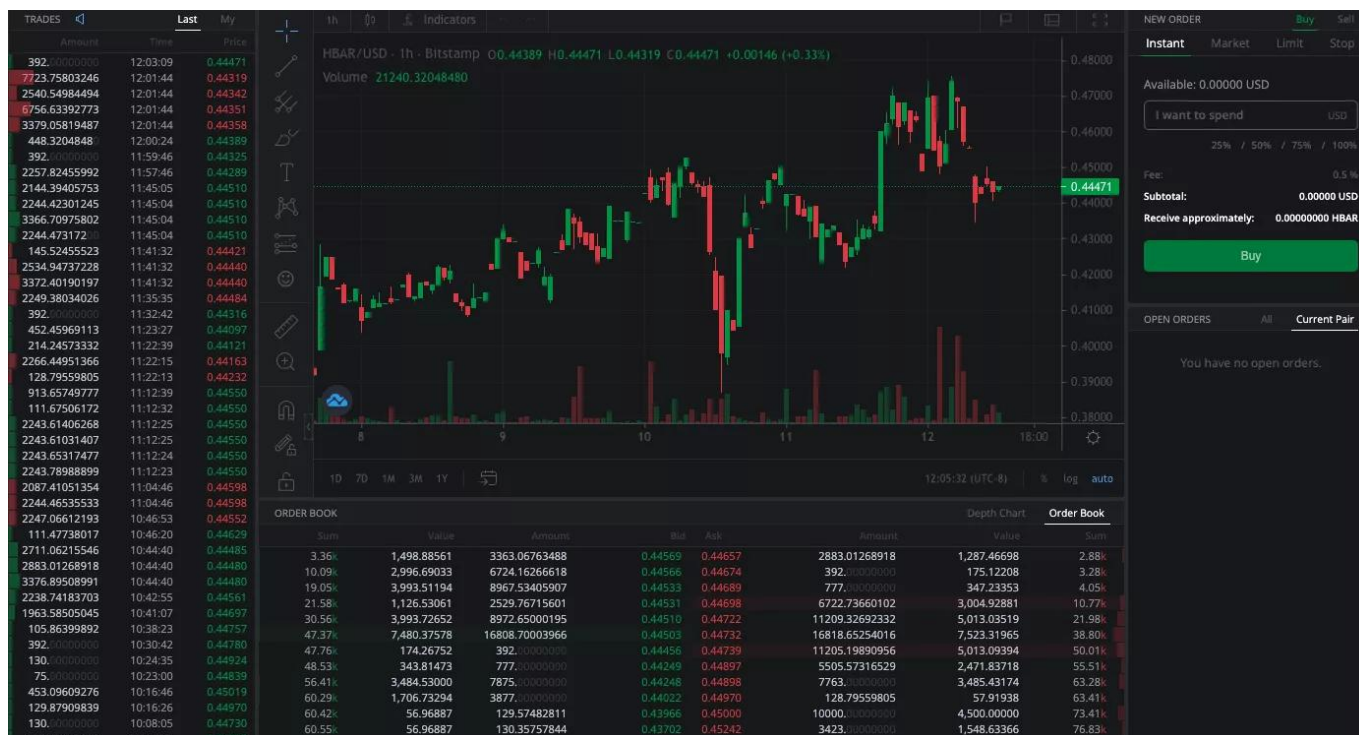 TRADES Last My
Amount Time Price
392.00000000 12:03:09 0.44471
7723.75803246 12:01:44 0.44319
2540.54984494 12:01:44 0.44342
6756.63392773 12:01:44 0.44351
3379.05819487 12:01:44 0.44358
448.32048480 12:00:24 0.44389
392.00000000 11:59:46 0.44325
2257.82455992 11:57:46 0.44289
2144.39405753 11:45:05 0.44510
2244.42301245 11:45:04 0.44510
3366.70975802 11:45:04 0.44510
2244.47317200 11:45:04 0.44510
145.52455523 11:41:32 0.44421
2534.94737228 11:41:32 0.44440
3372.40190197 11:41:32 0.44440
2249.38034026 11:35:35 0.44484
392.00000000 11:32:42 0.44316
452.45969113 11:23:27 0.44097
214.24573332 11:22:39 0.44121
2266.44951366 11:22:15 0.44163
128.79559805 11:22:13 0.44232
913.65749777 11:12:39 0.44550
111.67506172 11:12:32 0.44550
2243.61406268 11:12:25 0.44550
2243.61031407 11:12:25 0.44550
2243.65317477 11:12:24 0.44550
2243.78988899 11:12:23 0.44550
2087.41051354 11:04:46 0.44598
2244.46535533 11:04:46 0.44598
2247.06612193 10:46:53 0.44552
111.47738017 10:46:20 0.44629
2711.06215546 10:44:40 0.44485
2883.01268918 10:44:40 0.44480
3376.89508991 10:44:40 0.44480
2238.74183703 10:42:55 0.44561
1963.58505045 10:41:07 0.44697
105.86399892 10:38:23 0.44757
392.00000000 10:30:42 0.44780
130.00000000 10:24:35 0.44924
75.00000000 10:23:00 0.44839
453.09609276 10:16:46 0.45019
129.87909839 10:16:26 0.44970
130.00000000 10:08:05 0.44730
1h Indicators
HBAR/USD · 1h · Bitstamp O0.44389 H0.44471 L0.44319 C0.44471 +0.00146 (+0.33%)
Volume 21240.32048480
0.48000
0.47000
0.46000
0.45000
0.44471
0.44000
0.43000
0.42000
0.41000
0.40000
0.39000
0.38000
8 9 10 11 12 18:00
1D 7D 1M 3M 1Y 12:05:32 (UTC-8) % log auto
ORDER BOOK Depth Chart Order Book
Sum Value Amount Bid Ask Amount Value Sum
3.36k 1,498.88561 3363.06763488 0.44569 0.44657 2883.01268918 1,287.46698 2.88k
10.09k 2,996.69033 6724.16266618 0.44566 0.44674 392.00000000 175.12208 3.28k
19.05k 3,993.51194 8967.53405907 0.44533 0.44689 777.00000000 347.23353 4.05k
21.58k 1,126.53061 2529.76715601 0.44531 0.44698 6722.73660102 3,004.92881 10.77k
30.56k 3,993.72652 8972.65000195 0.44510 0.44722 11209.32692332 5,013.03519 21.98k
47.37k 7,480.37578 16808.70003966 0.44503 0.44732 16818.65254016 7,523.31965 38.80k
47.76k 174.26752 392.00000000 0.44456 0.44739 11205.19890956 5,013.09394 50.01k
48.53k 343.81473 777.00000000 0.44249 0.44897 5505.57316529 2,471.83718 55.51k
56.41k 3,484.53000 7875.00000000 0.44248 0.44898 7763.00000000 3,485.43174 63.28k
60.29k 1,706.73294 3877.00000000 0.44022 0.44970 128.79559805 57.91938 63.41k
60.42k 56.96887 129.57482811 0.43966 0.45000 10000.00000000 4,500.00000 73.41k
60.55k 56.96887 130.35757844 0.43702 0.45242 3423.00000000 1,548.63366 76.83k
NEW ORDER Buy Sell
Instant Market Limit Stop
Available: 0.00000 USD
I want to spend USD
25% / 50% / 75% / 100%
Fee: 0.5 %
Subtotal: 0.00000 USD
Receive approximately: 0.00000000 HBAR
Buy
OPEN ORDERS All Current Pair
You have no open orders.